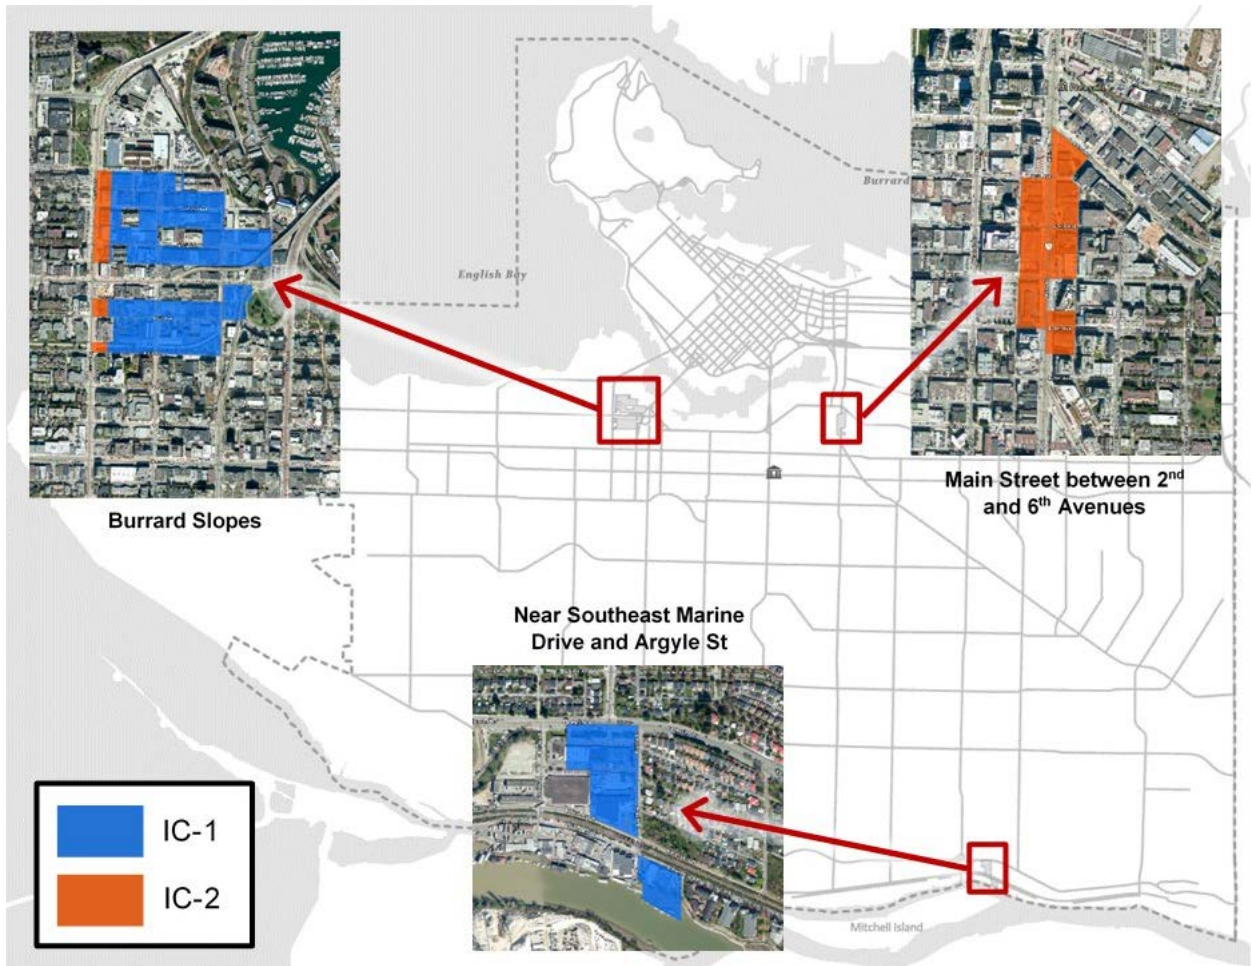 Burrard
English Bay
Main Street between 2nd
and 6th Avenues
Burrard Slopes
Near Southeast Marine
Drive and Argyle St
IC-1
IC-2
Mitchell Island